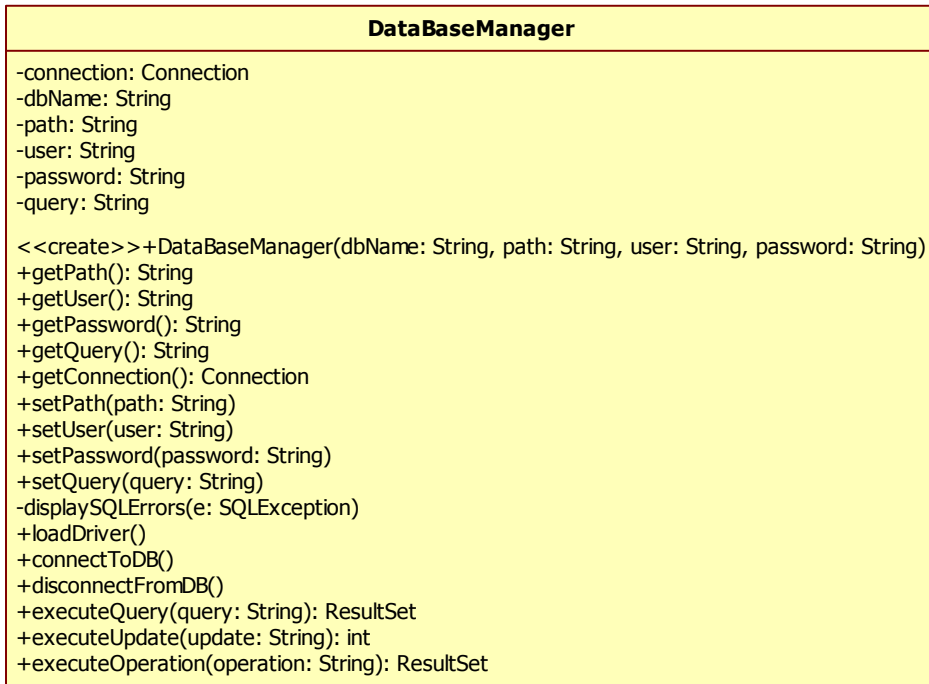 DataBaseManager
-connection: Connection
-dbName: String
-path: String
-user: String
-password: String
-query: String
<<create>>+DataBaseManager(dbName: String, path: String, user: String, password: String)
+getPath(): String
+getUser(): String
+getPassword(): String
+getQuery(): String
+getConnection(): Connection
+setPath(path: String)
+setUser(user: String)
+setPassword(password: String)
+setQuery(query: String)
-displaySQLErrors(e: SQLException)
+loadDriver()
+connectToDB()
+disconnectFromDB()
+executeQuery(query: String): ResultSet
+executeUpdate(update: String): int
+executeOperation(operation: String): ResultSet